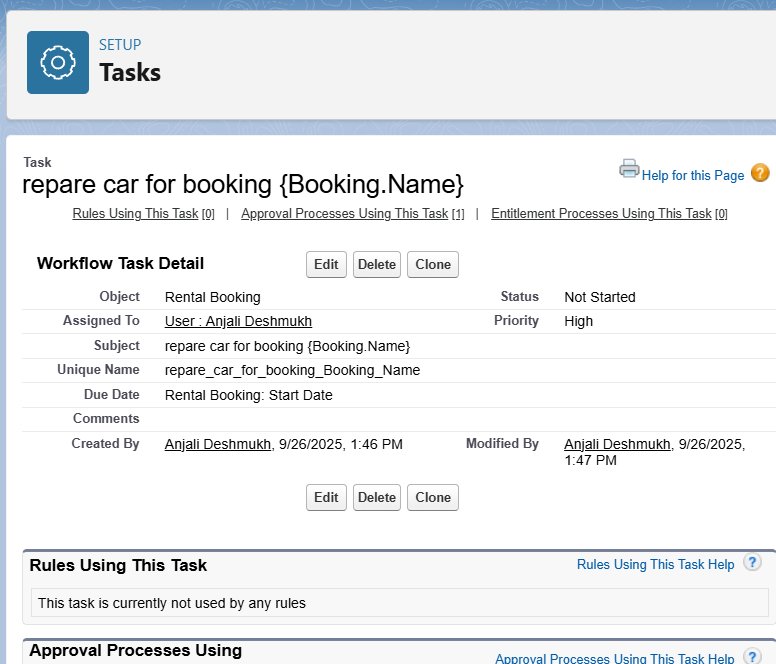 SETUP
Tasks
Task
repare car for booking {Booking.Name}
Help for this Page ?
Rules Using This Task [0] | Approval Processes Using This Task [1] | Entitlement Processes Using This Task [0]
Workflow Task Detail Edit Delete Clone
Object Rental Booking Status Not Started
Assigned To User : Anjali Deshmukh Priority High
Subject repare car for booking {Booking.Name}
Unique Name repare_car_for_booking_Booking_Name
Due Date Rental Booking: Start Date
Comments
Created By Anjali Deshmukh, 9/26/2025, 1:46 PM Modified By Anjali Deshmukh, 9/26/2025,
1:47 PM
Edit Delete Clone
Rules Using This Task Rules Using This Task Help ?
This task is currently not used by any rules
Approval Processes Using Approval Processes Using This Task Help ?